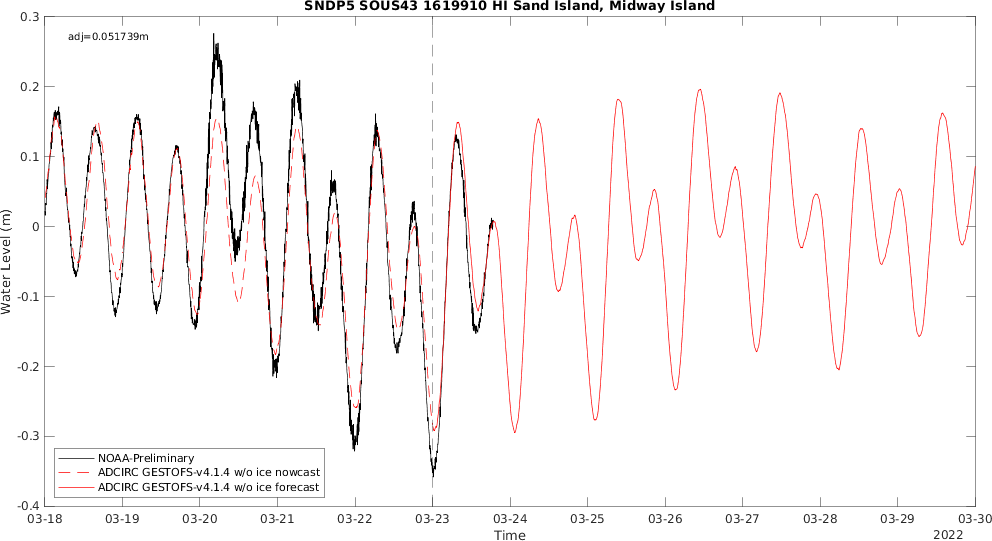 SNDP5 SOUS43 1619910 HI Sand Island, Midway Island
adj=0.051739m
0.3
0.2
0.1
0
-0.1
-0.2
-0.3
-0.4
Water Level (m)
NOAA-Preliminary
ADCIRC GESTOFS-v4.1.4 w/o ice nowcast
ADCIRC GESTOFS-v4.1.4 w/o ice forecast
03-18 03-19 03-20 03-21 03-22 03-23 03-24 03-25 03-26 03-27 03-28 03-29 03-30
Time
2022